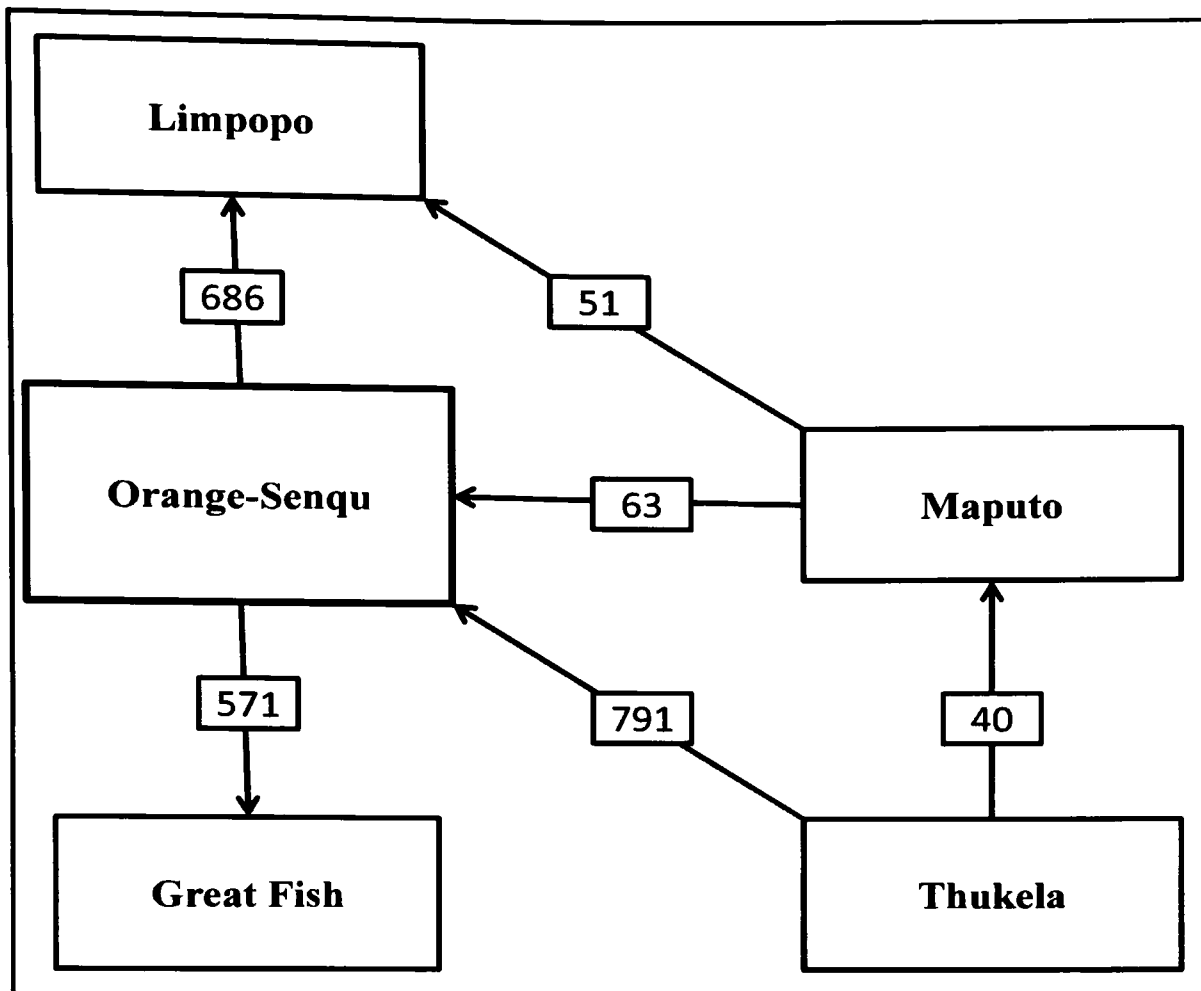 Limpopo
686
51
Orange-Senqu
63
Maputo
571
791
40
Great Fish
Thukela